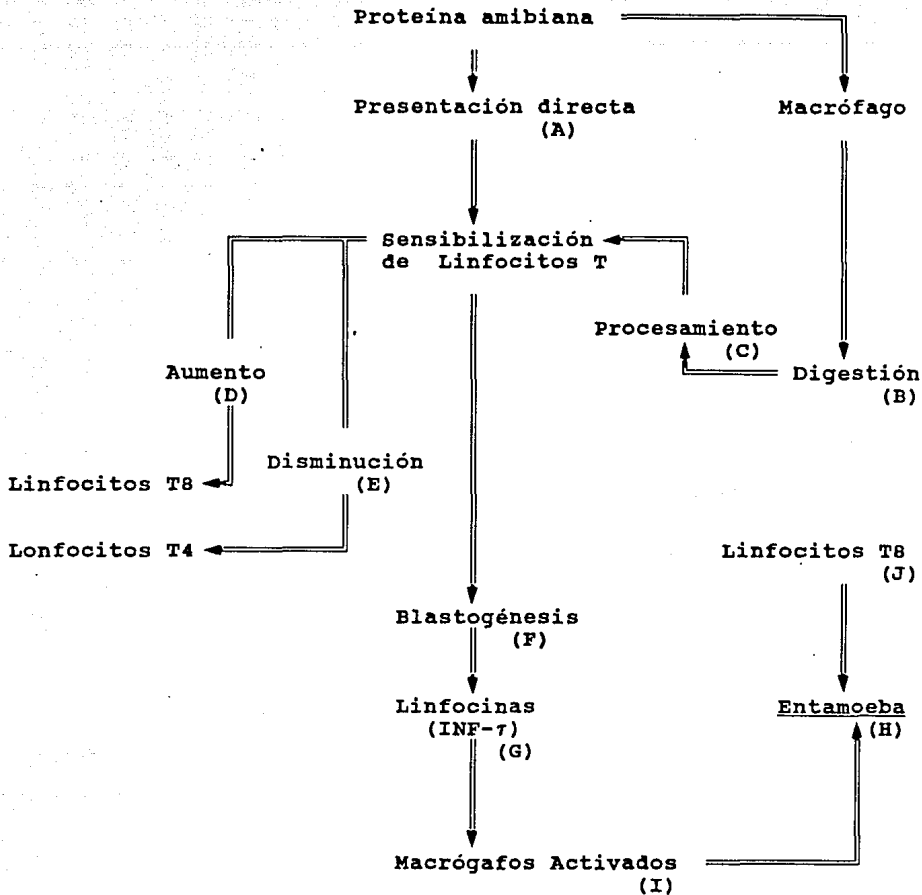 Proteína amibiana
Presentación directa
(A)
Macrófago
Sensibilización
de Linfocitos T
Procesamiento
(C)
Aumento
(D)
Digestión
(B)
Disminución
(E)
Linfocitos T8
Lonfocitos T4
Linfocitos T8
(J)
Blastogénesis
(F)
Linfocinas
(INF-τ)
(G)
Entamoeba
(H)
Macrógafos Activados
(I)